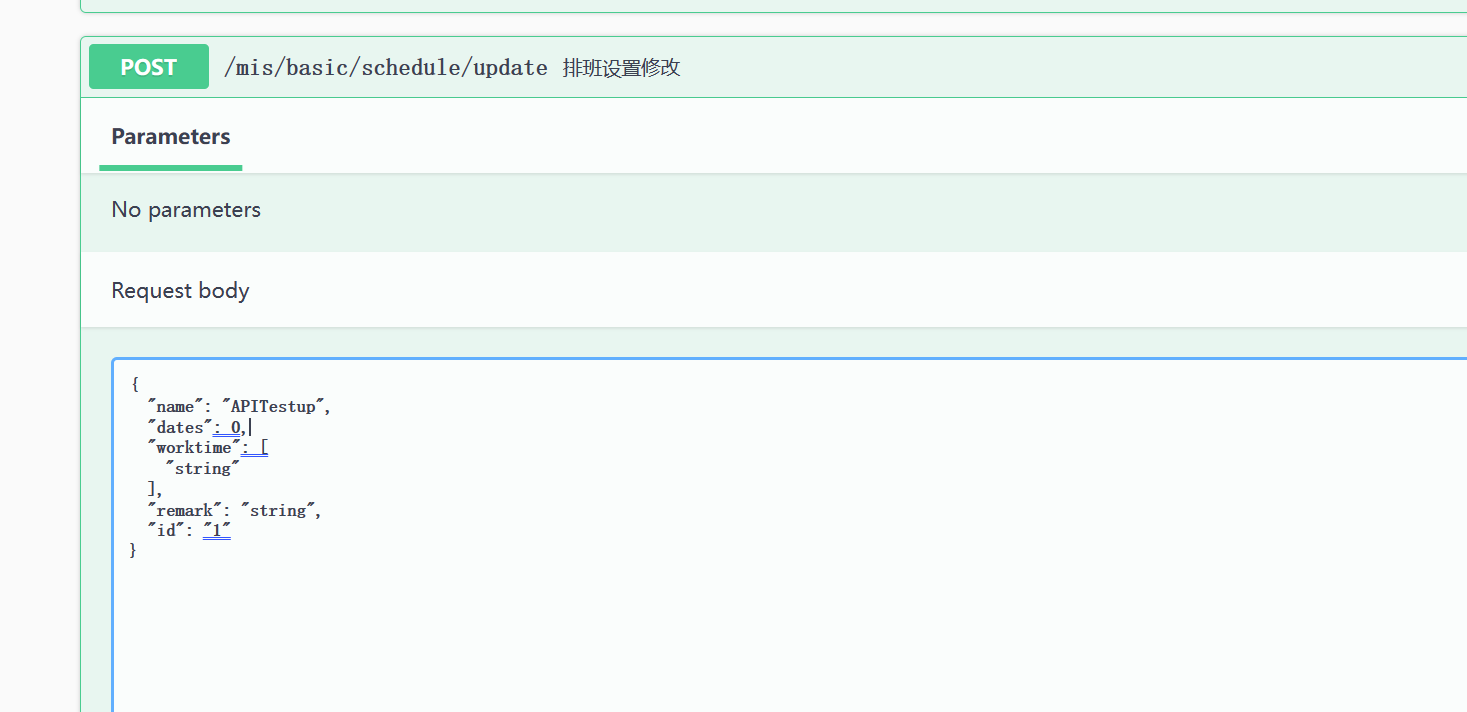 POST /mis/basic/schedule/update 排班设置修改
Parameters
No parameters
Request body
{
"name": "APITestup",
"dates": 0,
"worktime": [
"string"
],
"remark": "string",
"id": "1"
}